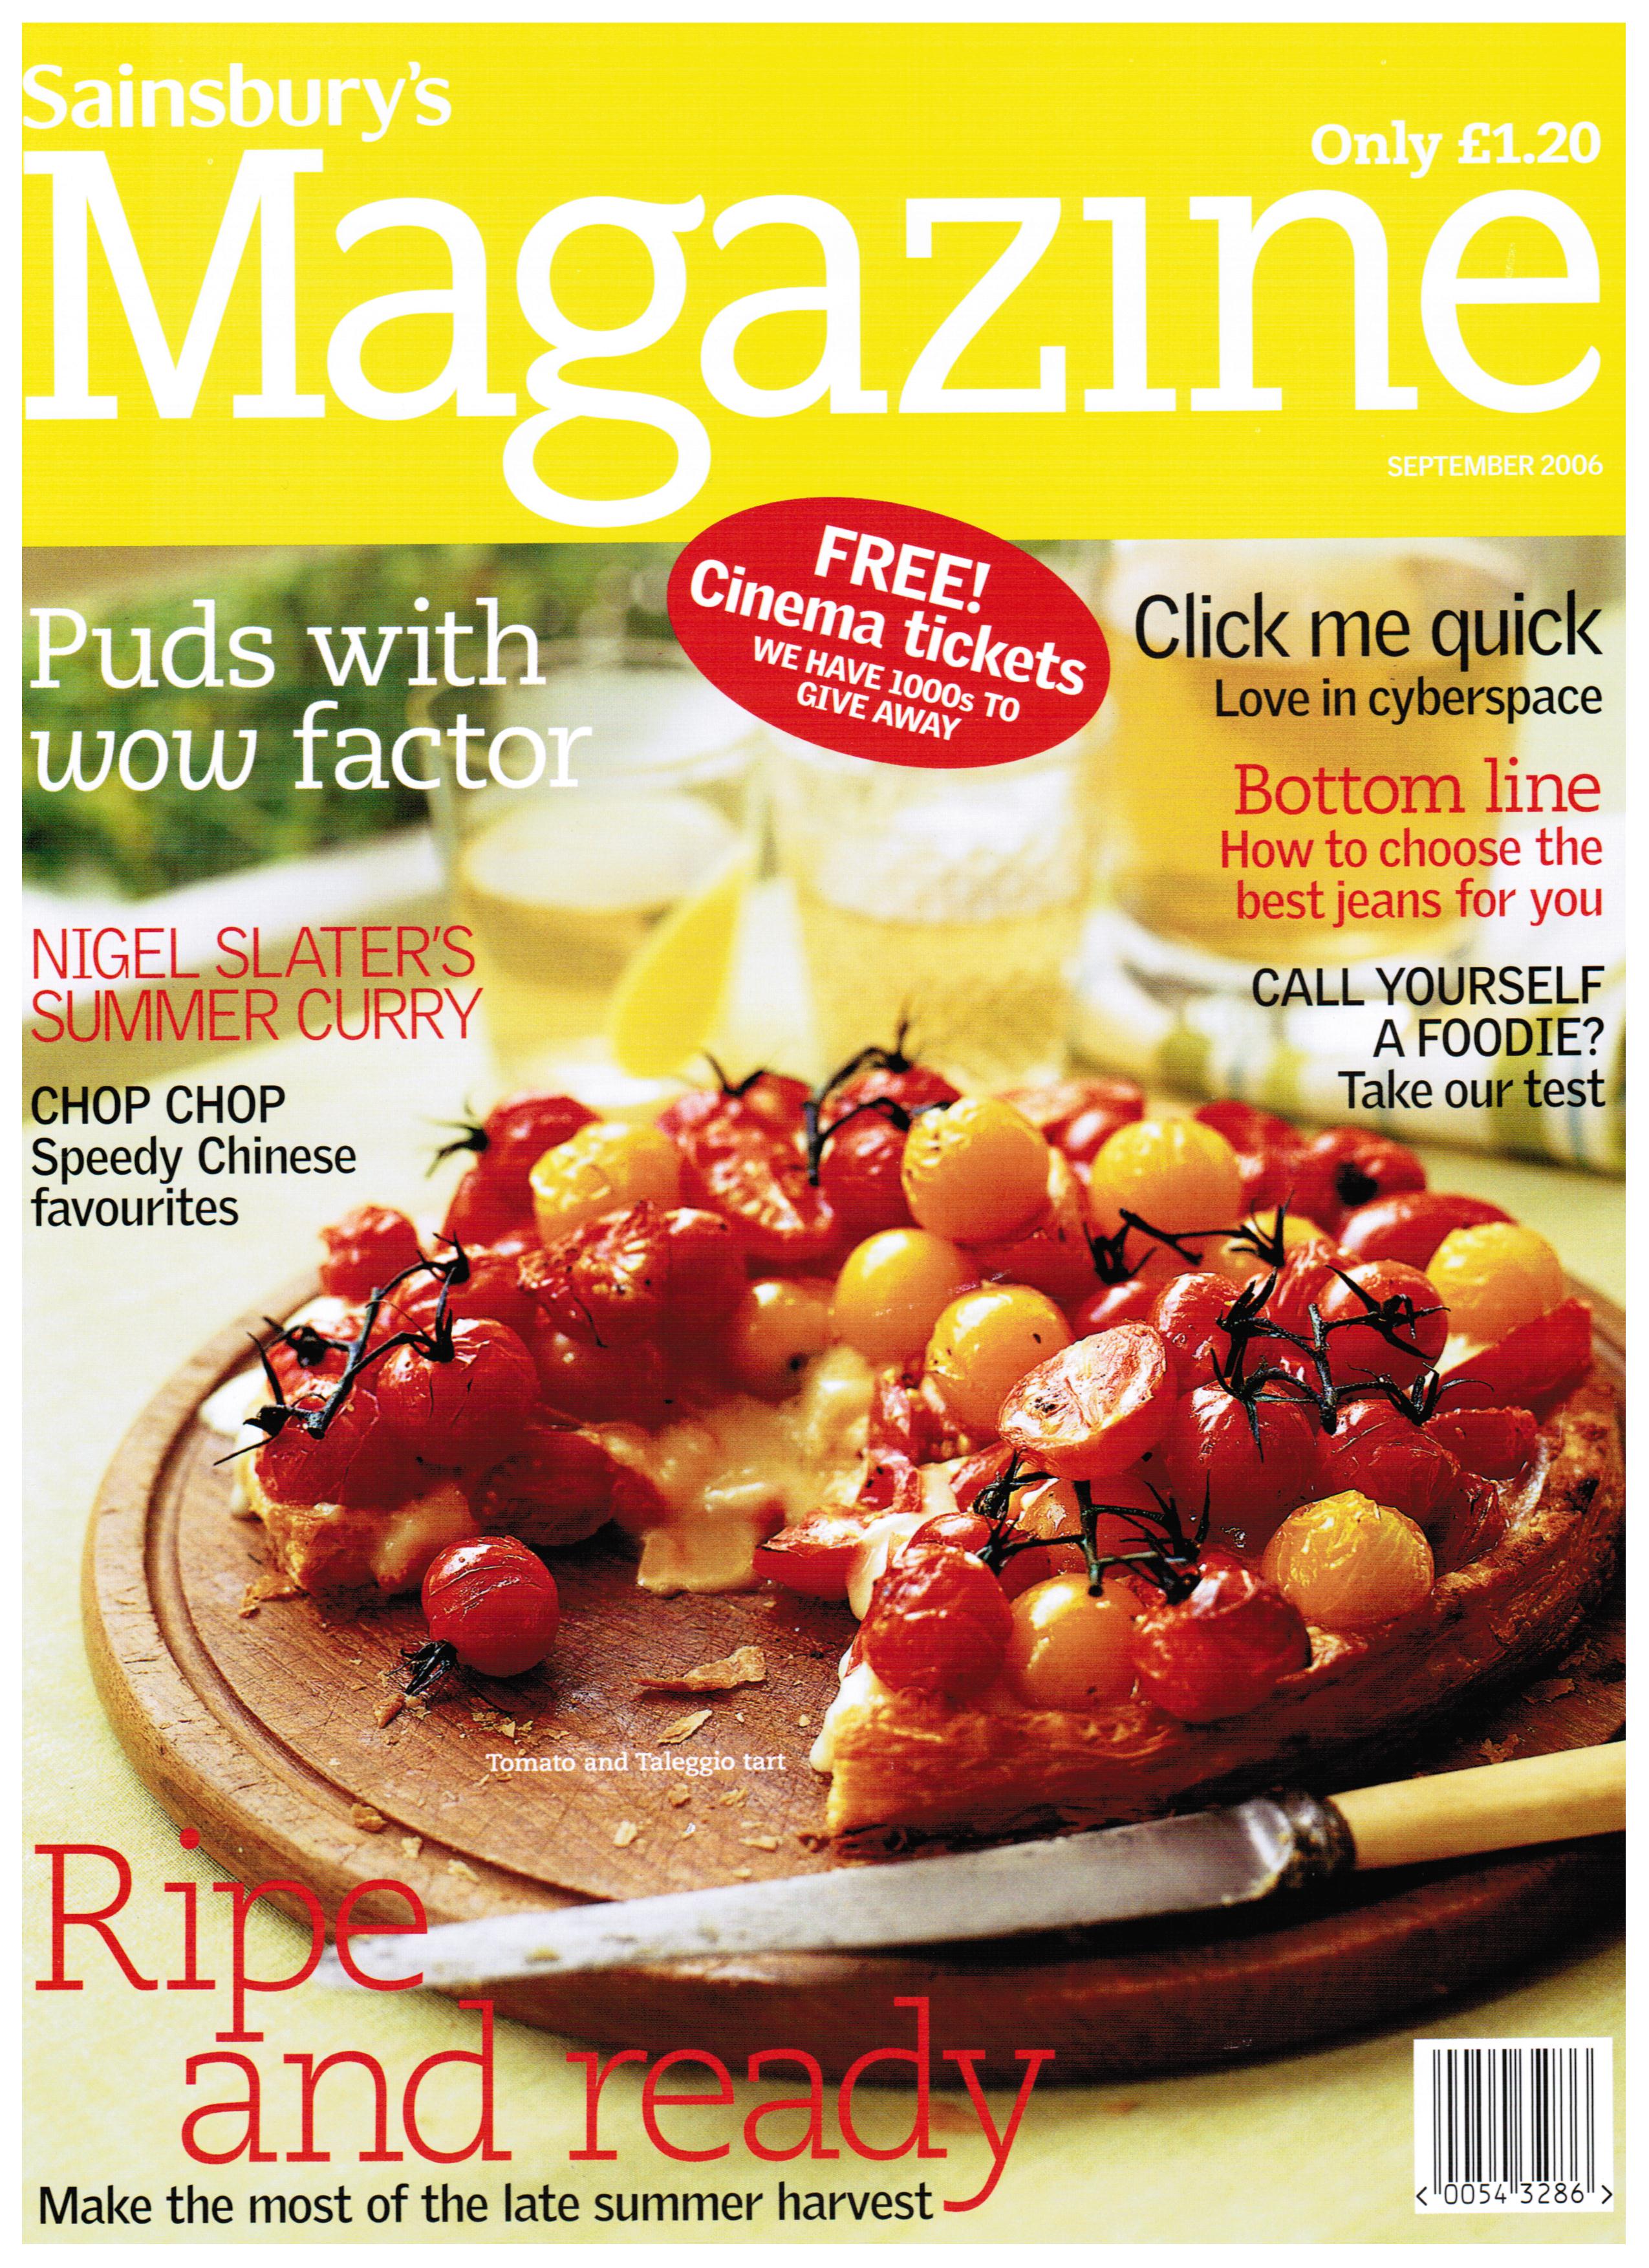 Sainsbury's
Only £1.20
Magazine
SEPTEMBER 2006
FREE!
Cinema tickets
WE HAVE 1000s TO
GIVE AWAY
Puds with
wow factor
NIGEL SLATER'S
SUMMER CURRY
CHOP CHOP
Speedy Chinese
favourites
Click me quick
Love in cyberspace
Bottom line
How to choose the
best jeans for you
CALL YOURSELF
A FOODIE?
Take our test
Tomato and Taleggio tart
Ripe
and ready
Make the most of the late summer harvest
<"0054"3286">